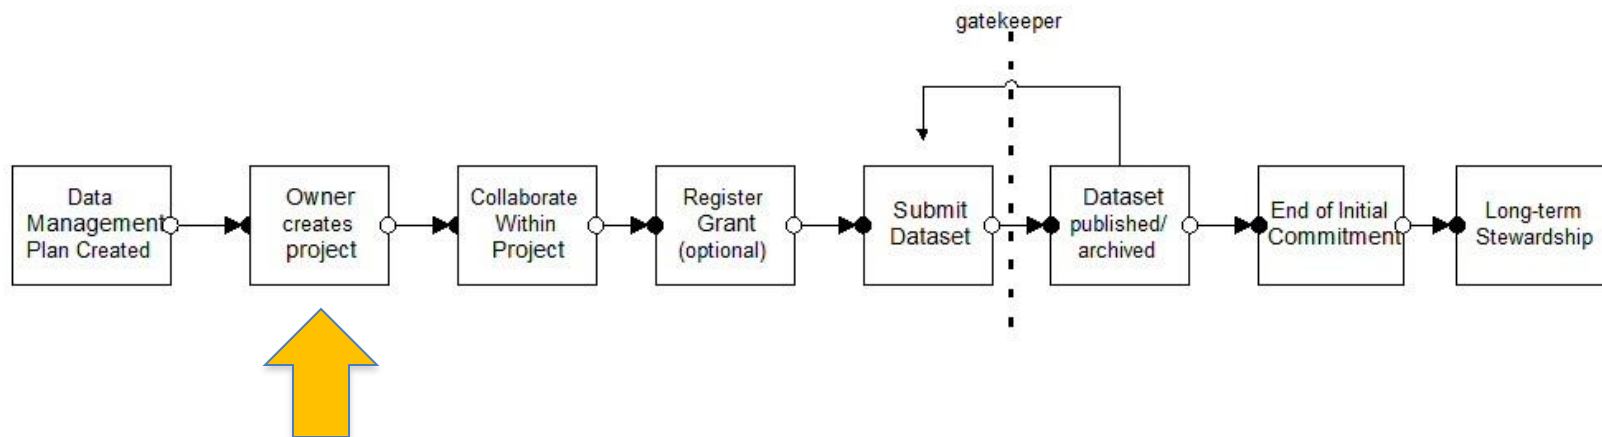 gatekeeper
Data
Management
Plan Created
Owner
creates
project
Collaborate
Within
Project
Register
Grant
(optional)
Submit
Dataset
Dataset
published/
archived
End of Initial
Commitment
Long-term
Stewardship